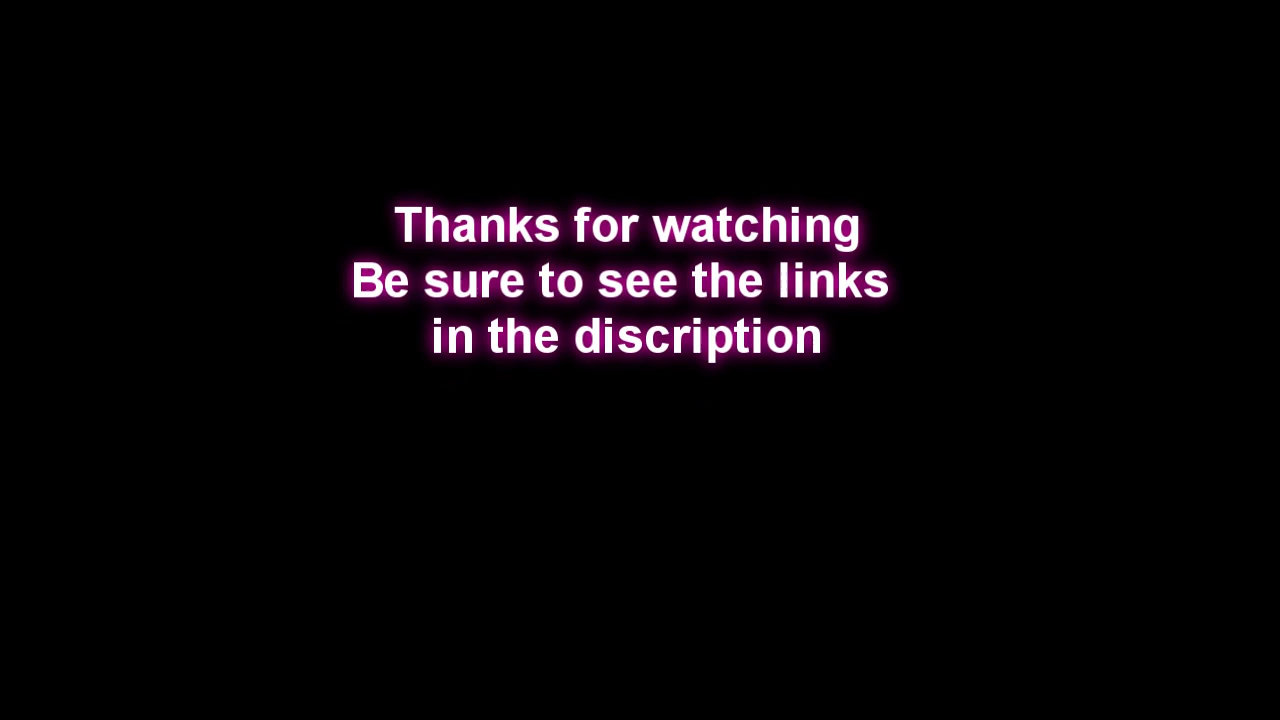 Thanks for watching
Be sure to see the links
in the discription